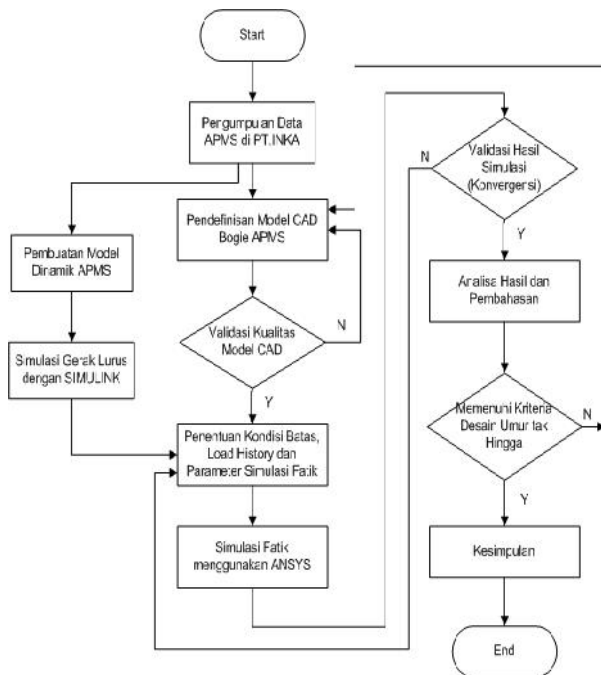 Start
Pengumpulan Data
APMS di PT.INKA
Pembuatan Model
Dinamik APMS
Simulasi Gerak Lurus
dengan SIMULINK
Pendefinisan Model CAD
Bogie APMS
Validasi Kualitas
Model CAD
N
Y
Penentuan Kondisi Batas,
Load History dan
Parameter Simulasi Fatik
Simulasi Fatik
menggunakan ANSYS
Validasi Hasil
Simulasi
(Konvergensi)
N
Y
Analisa Hasil dan
Pembahasan
Memenuhi Kriteria
Desain Umur tak
Hingga
N
Y
Kesimpulan
End